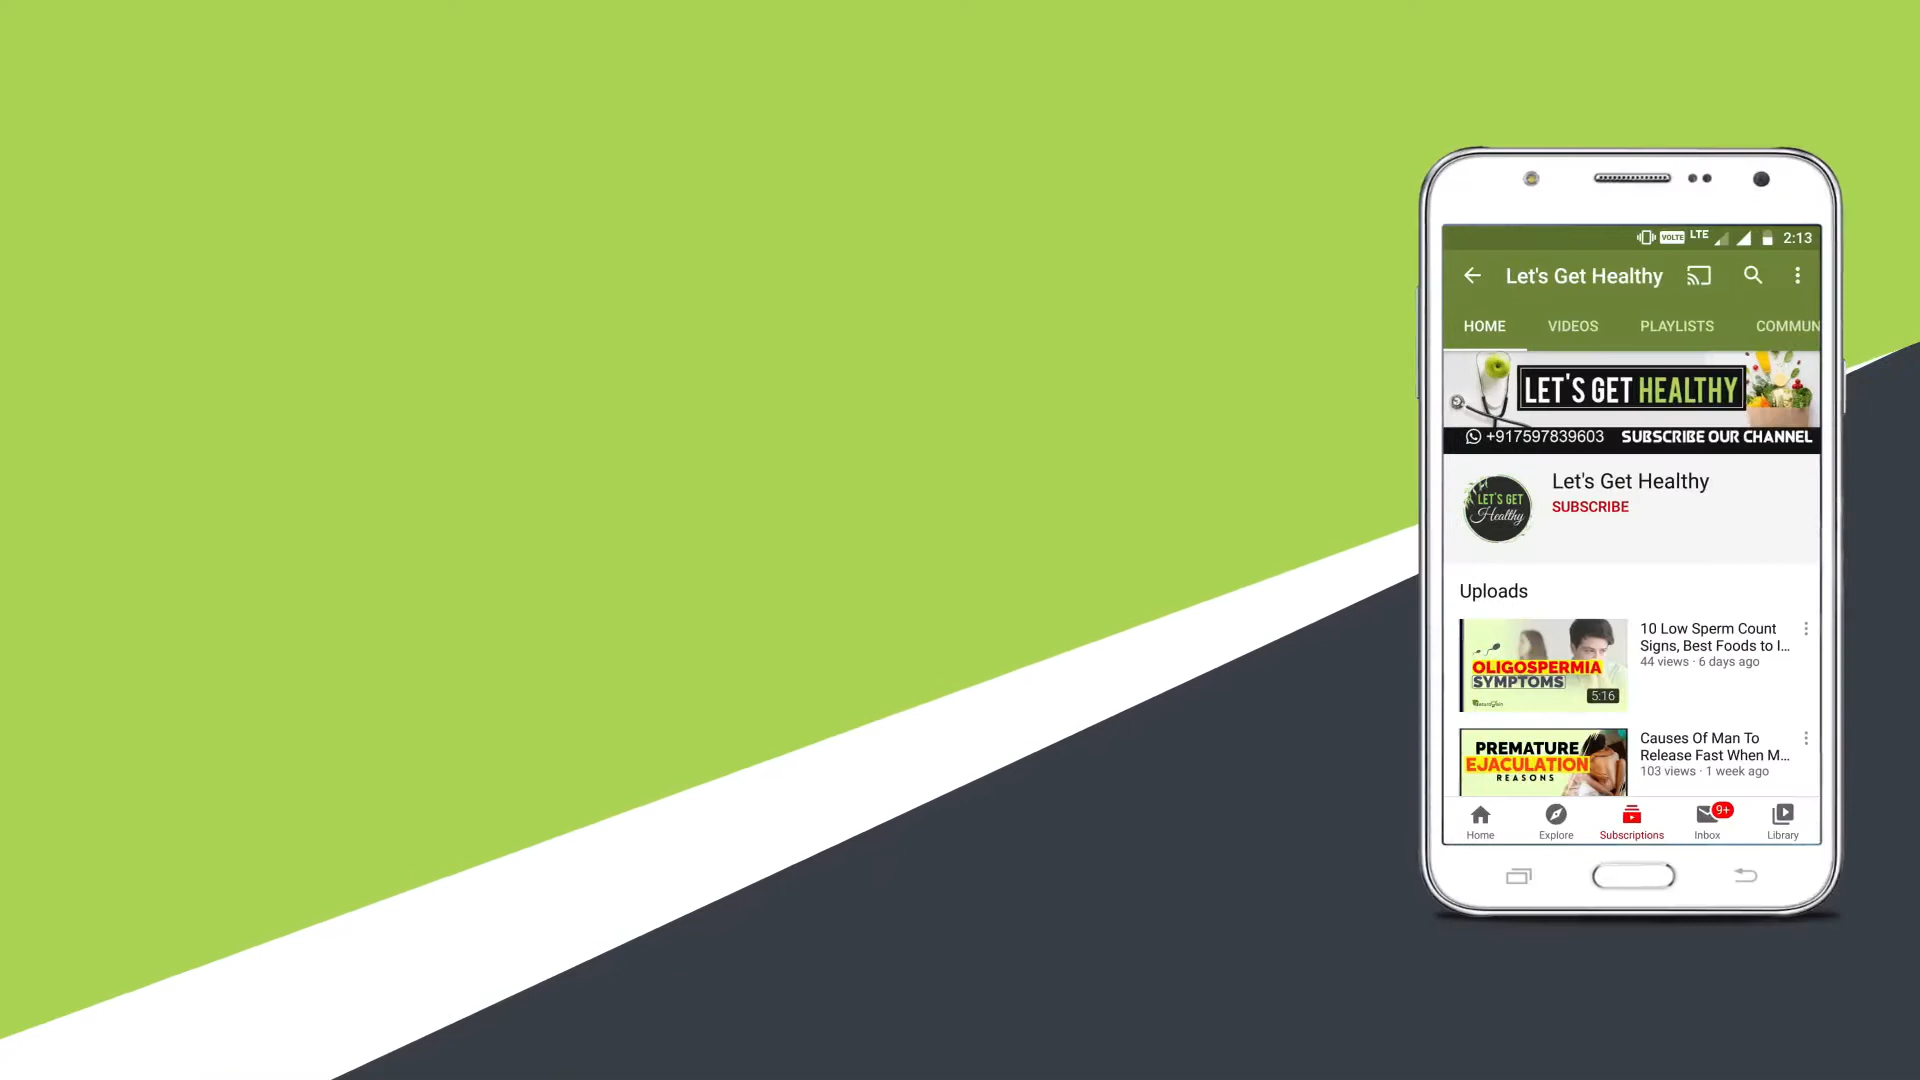 VOLTE LTE 2:13
Let's Get Healthy
HOME VIDEOS PLAYLISTS COMMUN
LET'S GET HEALTHY
+917597839603 SUBSCRIBE OUR CHANNEL
LET'S GET
Healthy
Let's Get Healthy
SUBSCRIBE
Uploads
OLIGOSPERMIA
SYMPTOMS
5:16
10 Low Sperm Count
Signs, Best Foods to I...
44 views · 6 days ago
PREMATURE
EJACULATION
REASONS
Causes Of Man To
Release Fast When M...
103 views · 1 week ago
9+
Home Explore Subscriptions Inbox Library